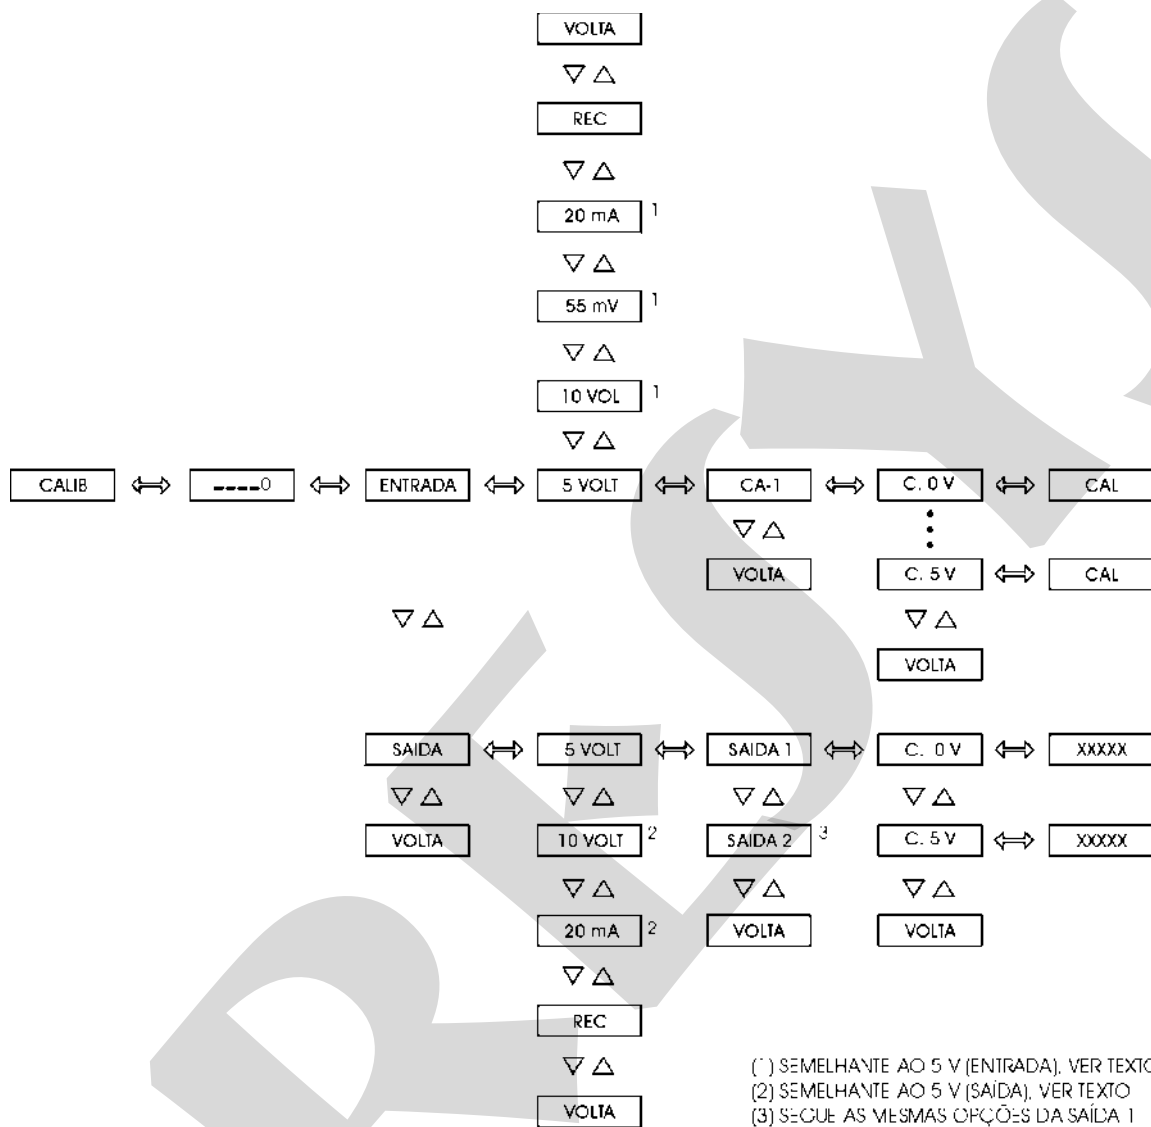 VOLTA
REC
20 mA 1
55 mV 1
10 VOL 1
CALIB ----0 ENTRADA 5 VOLT CA-1 C. 0 V CAL
VOLTA C. 5 V CAL
VOLTA
SAIDA 5 VOLT SAIDA 1 C. 0 V XXXXX
VOLTA 10 VOLT 2 SAIDA 2 3 C. 5 V XXXXX
20 mA 2 VOLTA VOLTA
REC
VOLTA
(1) SEMELHANTE AO 5 V (ENTRADA), VER TEXTO
(2) SEMELHANTE AO 5 V (SAÍDA), VER TEXTO
(3) SEGUE AS MESMAS OPÇÕES DA SAÍDA 1
RESYS